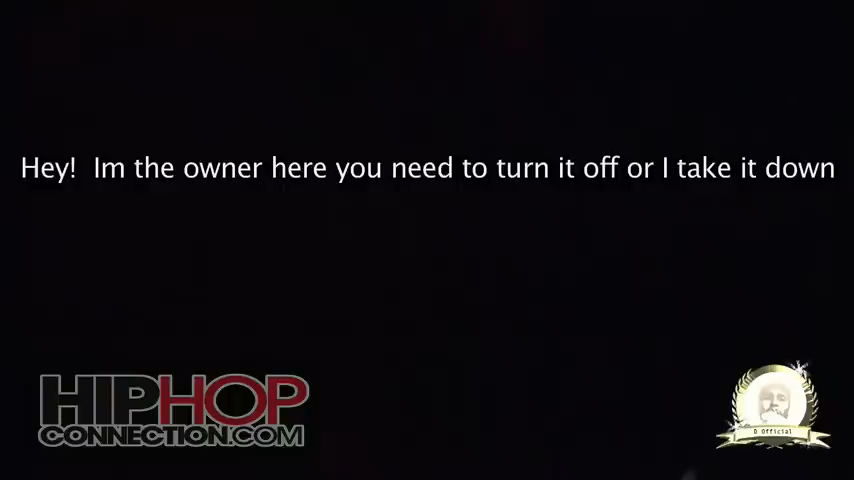 Hey!  Im the owner here you need to turn it off or I take it down
HIPHOP
CONNECTION.COM
D Official